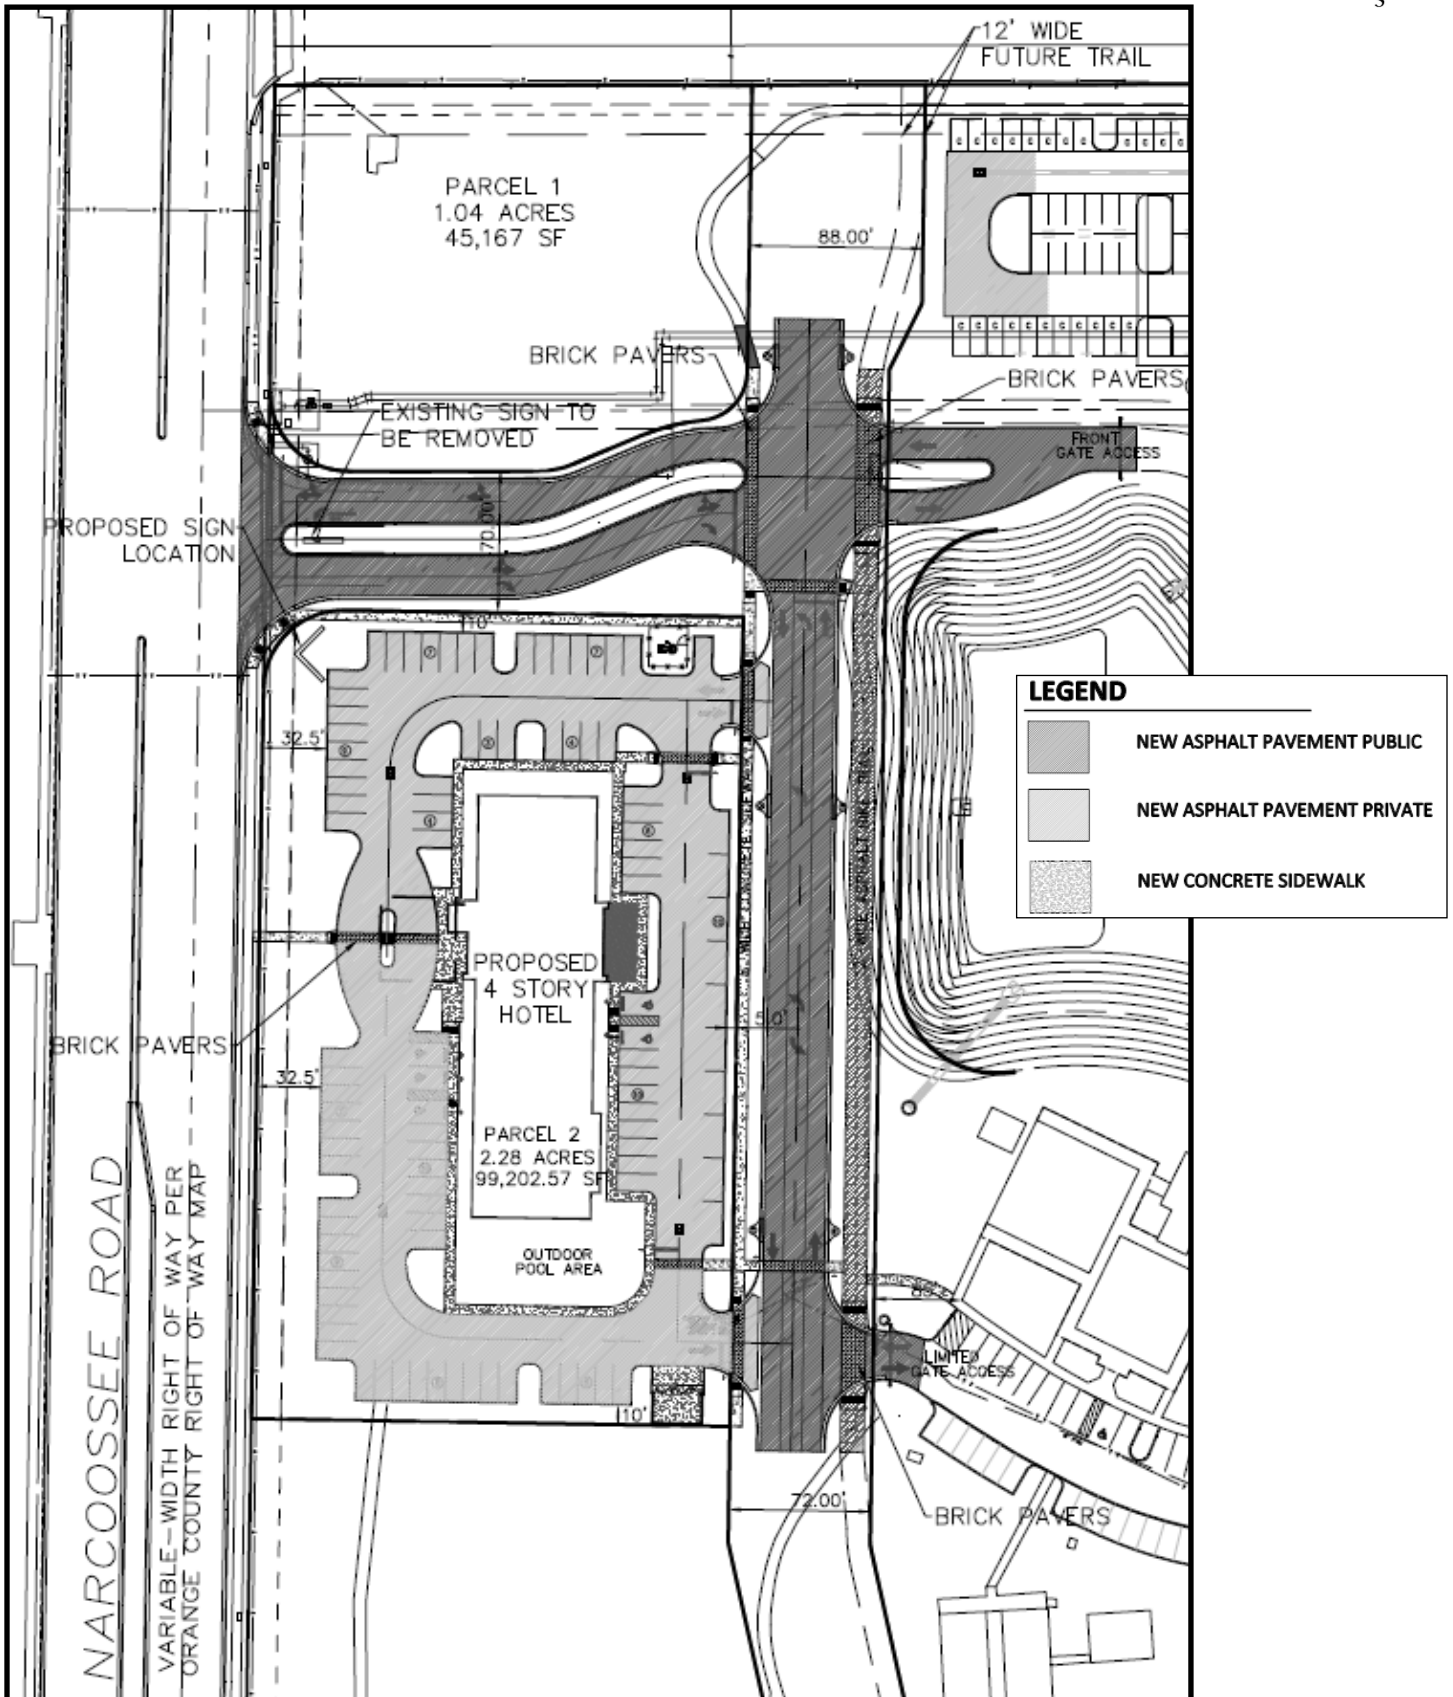 12' WIDE
FUTURE TRAIL
PARCEL 1
1.04 ACRES
45,167 SF
88.00'
BRICK PAVERS
BRICK PAVERS
EXISTING SIGN TO
BE REMOVED
FRONT
GATE ACCESS
PROPOSED SIGN
LOCATION
70.00'
10'
32.5'
LEGEND
NEW ASPHALT PAVEMENT PUBLIC
NEW ASPHALT PAVEMENT PRIVATE
NEW CONCRETE SIDEWALK
PROPOSED
4 STORY
HOTEL
BRICK PAVERS
32.5'
PARCEL 2
2.28 ACRES
99,202.57 SF
OUTDOOR
POOL AREA
LIMITED
GATE ACCESS
10'
72.00'
BRICK PAVERS
NARCOOSSEE ROAD
VARIABLE-WIDTH RIGHT OF WAY PER
ORANGE COUNTY RIGHT OF WAY MAP